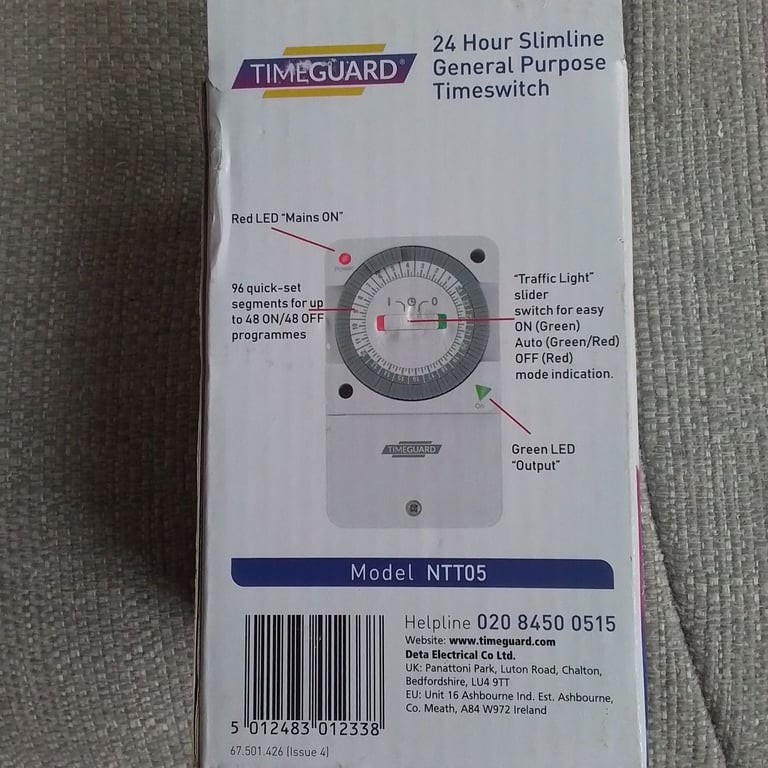 TIMEGUARD®
24 Hour Slimline
General Purpose
Timeswitch
Red LED "Mains ON"
Power
96 quick-set
segments for up
to 48 ON/48 OFF
programmes
"Traffic Light"
slider
switch for easy
ON (Green)
Auto (Green/Red)
OFF (Red)
mode indication.
I 0
On
Green LED
"Output"
TIMEGUARD
Model NTT05
Helpline 020 8450 0515
Website: www.timeguard.com
Deta Electrical Co Ltd.
UK: Panattoni Park, Luton Road, Chalton,
Bedfordshire, LU4 9TT
EU: Unit 16 Ashbourne Ind. Est. Ashbourne,
Co. Meath, A84 W972 Ireland
5 012483 012338
67.501.426 (Issue 4)